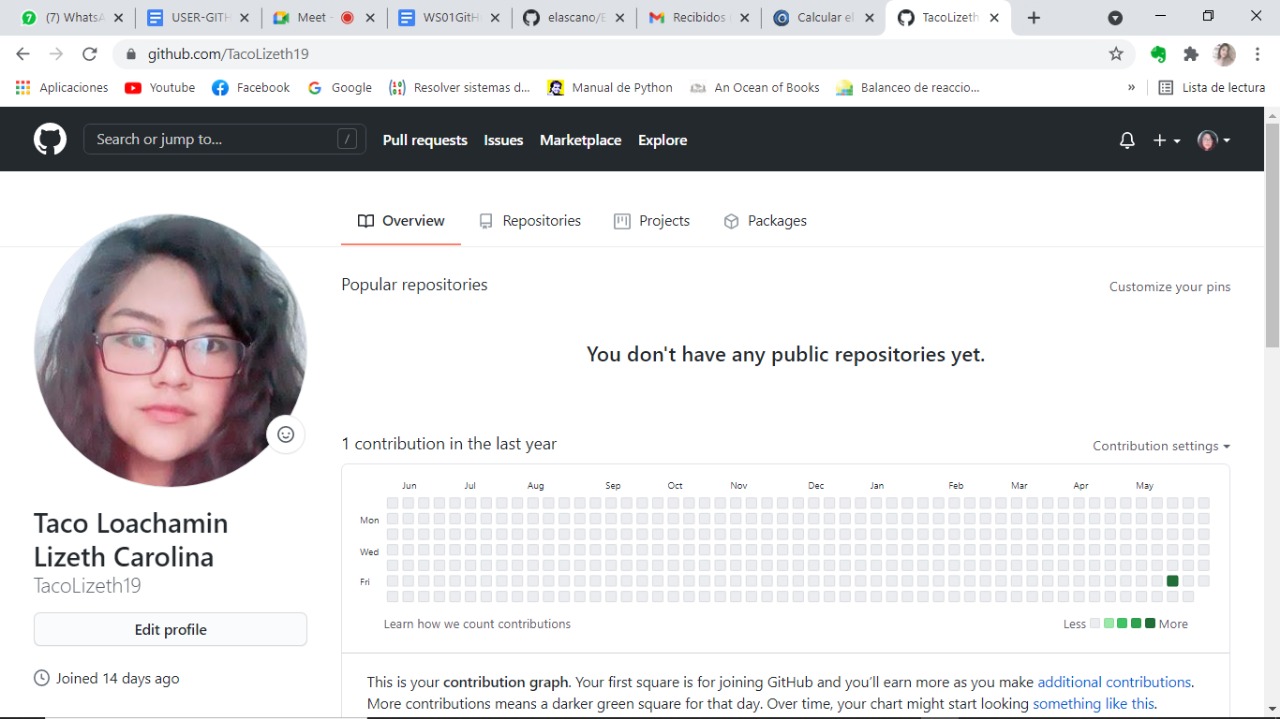 (7) WhatsA
USER-GITH
Meet -
WS01GitHu
elascano/E
Recibidos (
Calcular el
TacoLizeth
github.com/TacoLizeth19
Aplicaciones
Youtube
Facebook
Google
Resolver sistemas d...
Manual de Python
An Ocean of Books
Balanceo de reaccio...
»
Lista de lectura
Search or jump to...
/
Pull requests
Issues
Marketplace
Explore
Overview
Repositories
Projects
Packages
Popular repositories
Customize your pins
You don't have any public repositories yet.
1 contribution in the last year
Contribution settings
Jun Jul Aug Sep Oct Nov Dec Jan Feb Mar Apr May
Mon
Wed
Fri
Learn how we count contributions
Less
More
Taco Loachamin
Lizeth Carolina
TacoLizeth19
Edit profile
Joined 14 days ago
This is your contribution graph. Your first square is for joining GitHub and you'll earn more as you make additional contributions.
More contributions means a darker green square for that day. Over time, your chart might start looking something like this.